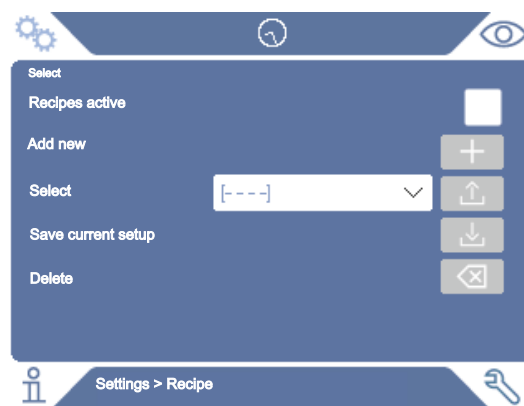 Select
Recipes active
Add new
Select [----]
Save current setup
Delete
Settings > Recipe